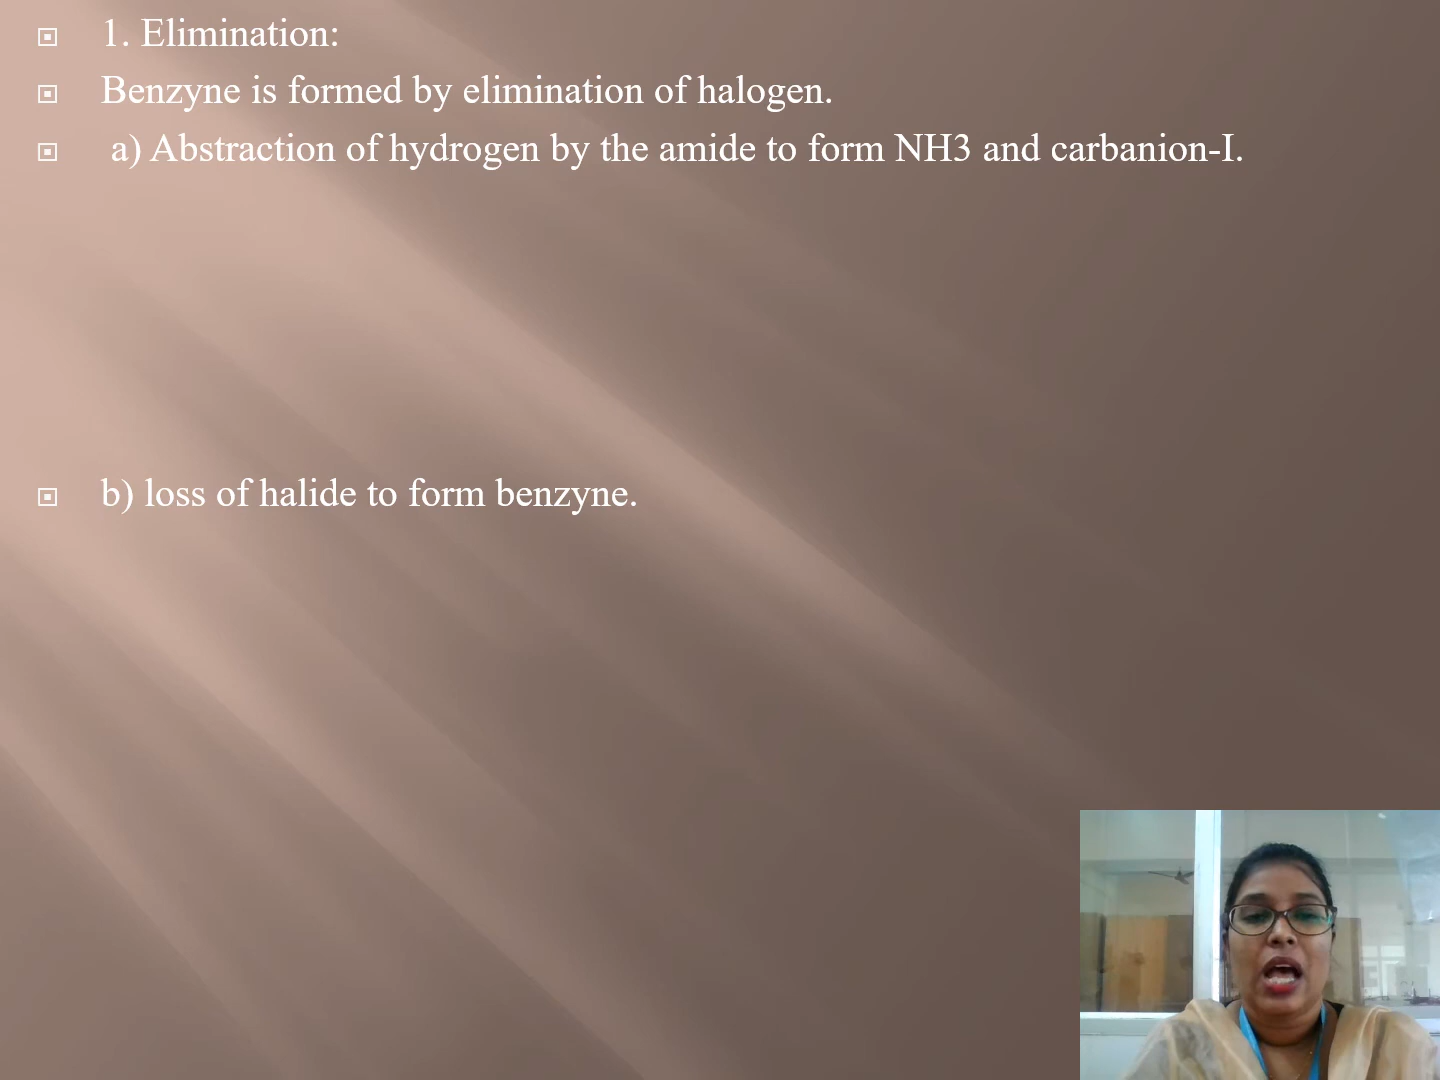 1. Elimination:
Benzyne is formed by elimination of halogen.
a) Abstraction of hydrogen by the amide to form NH3 and carbanion-I.
b) loss of halide to form benzyne.